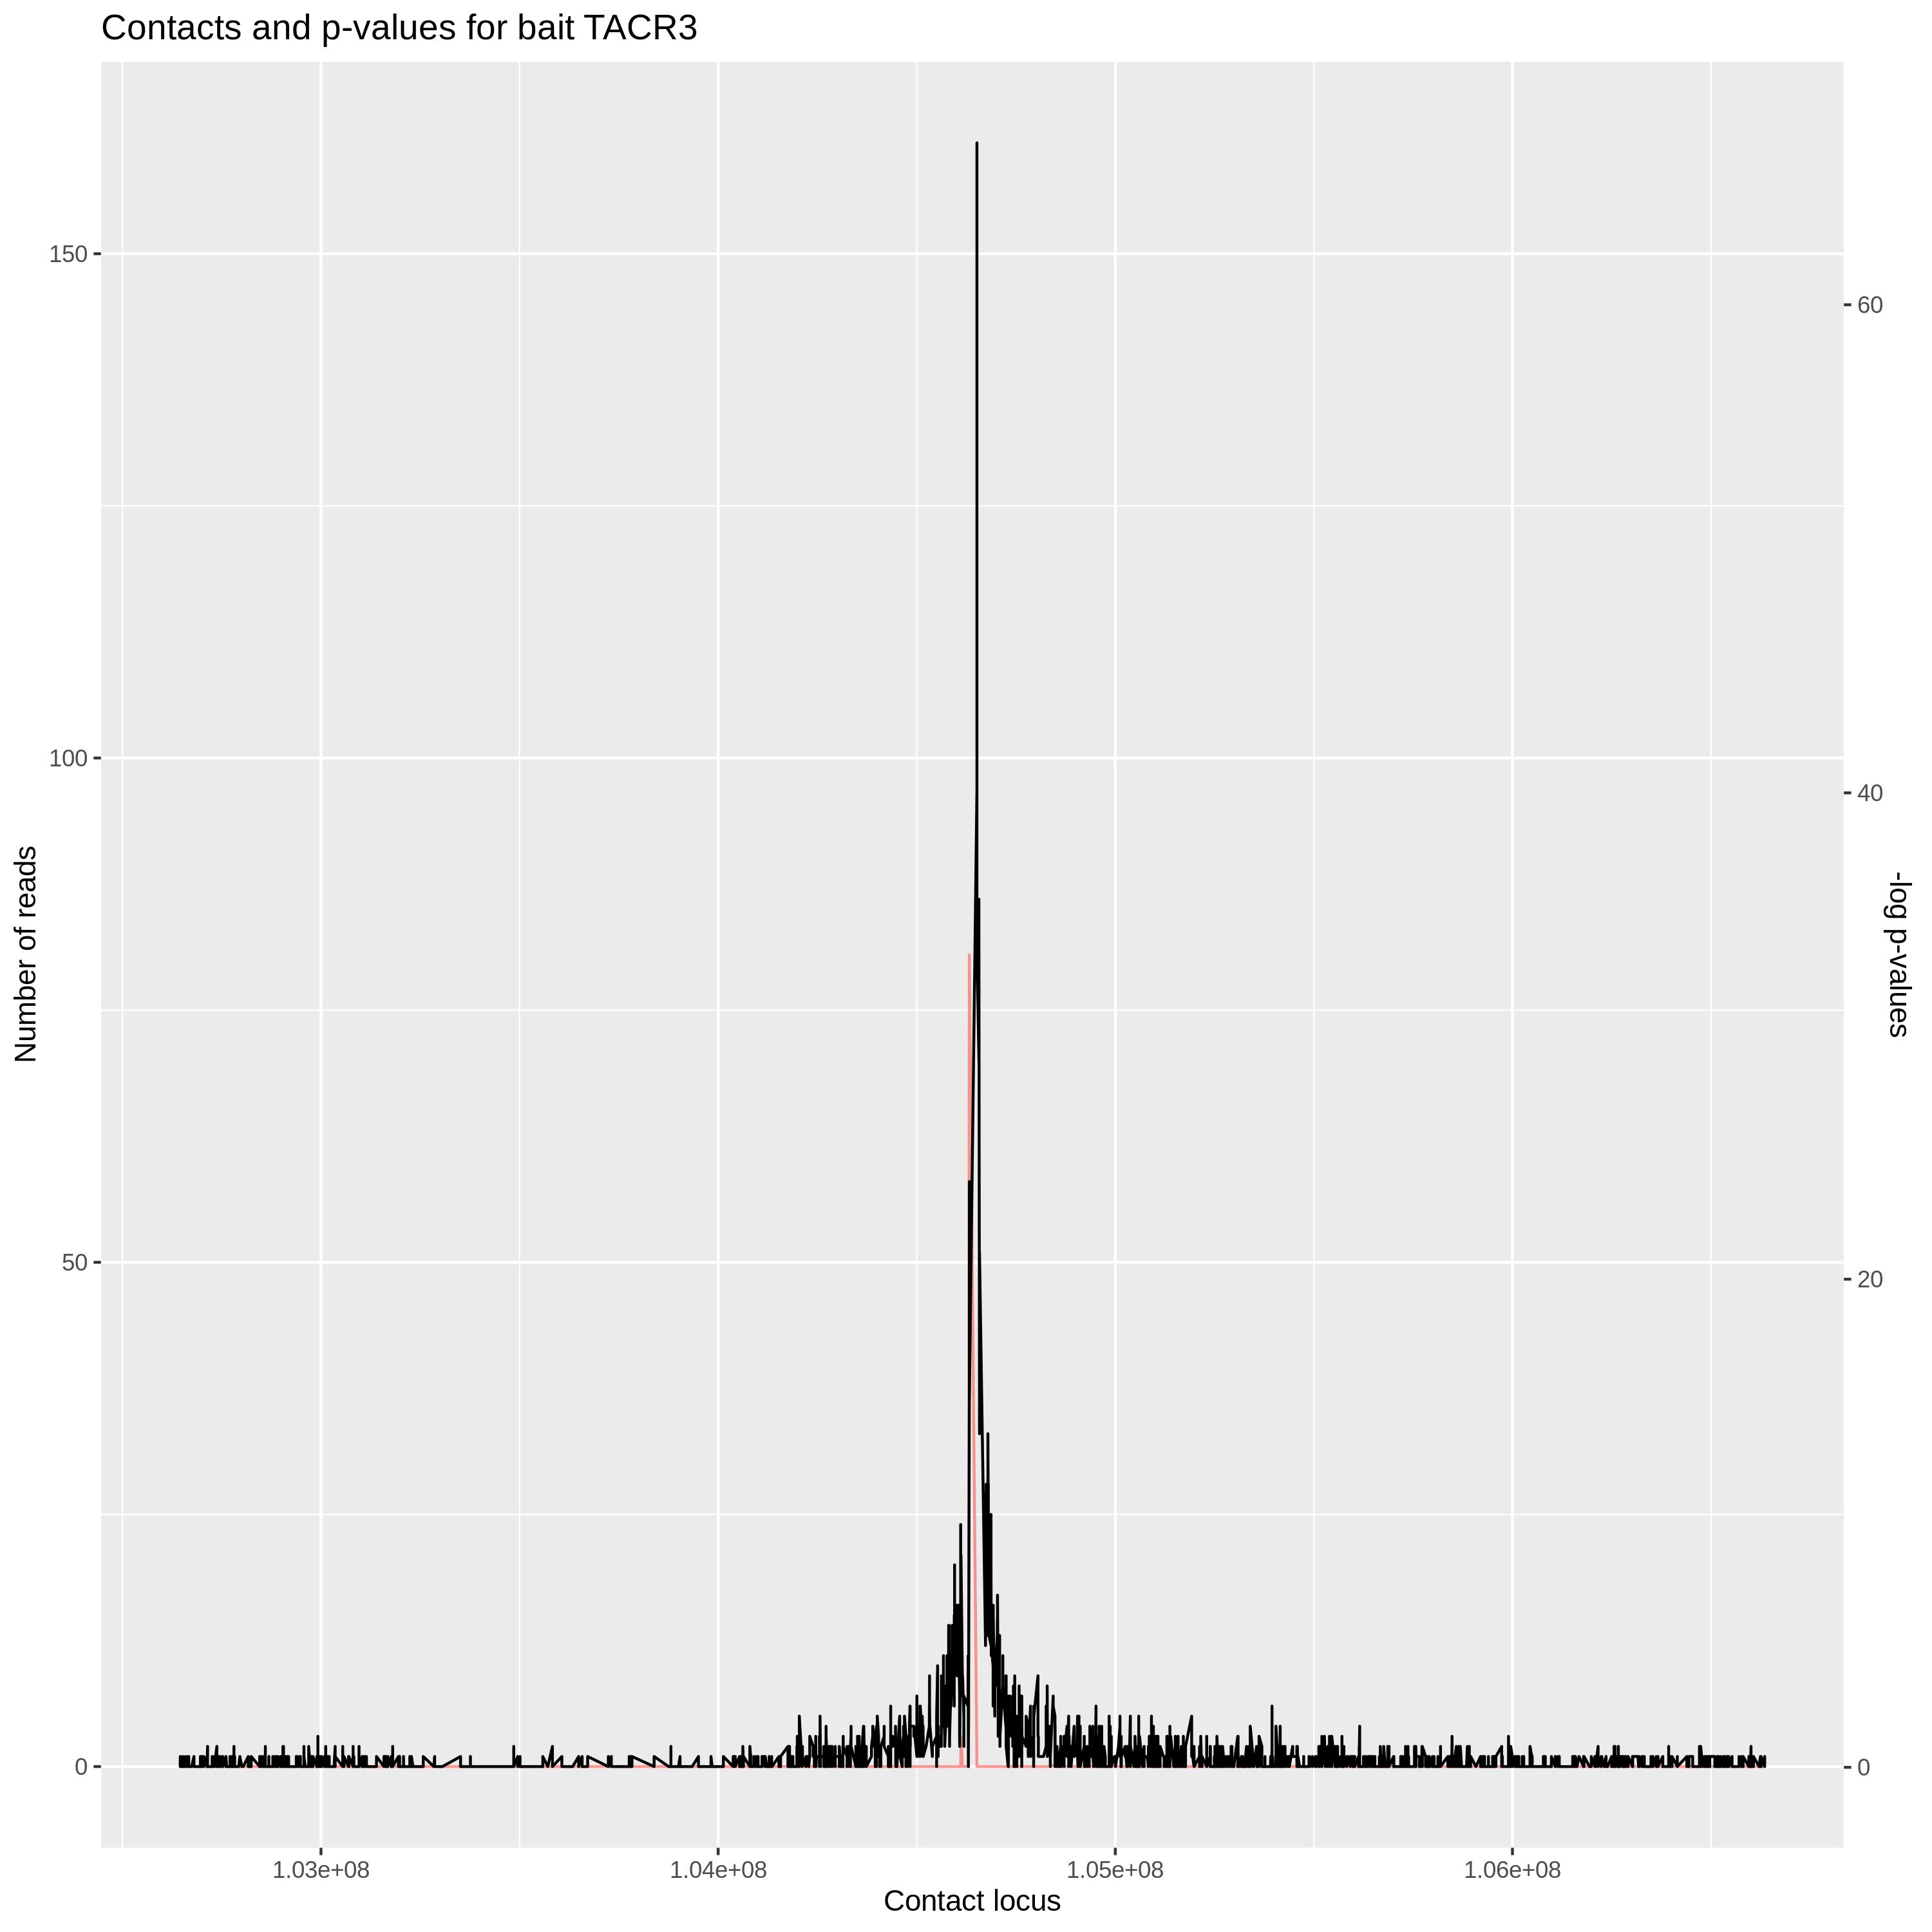 Contacts and p-values for bait TACR3
150
100
50
0
Number of reads
60
40
20
0
-log p-values
1.03e+08 1.04e+08 1.05e+08 1.06e+08
Contact locus